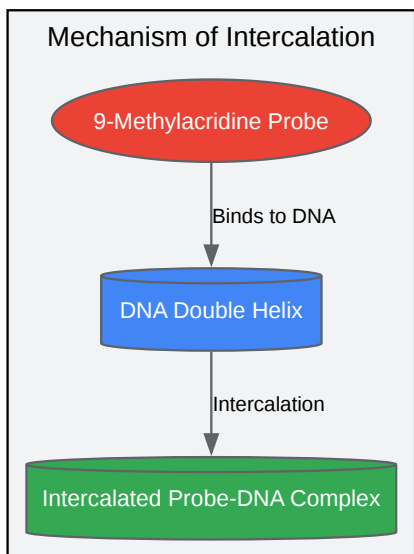 Mechanism of Intercalation
9-Methylacridine Probe
Binds to DNA
DNA Double Helix
Intercalation
Intercalated Probe-DNA Complex